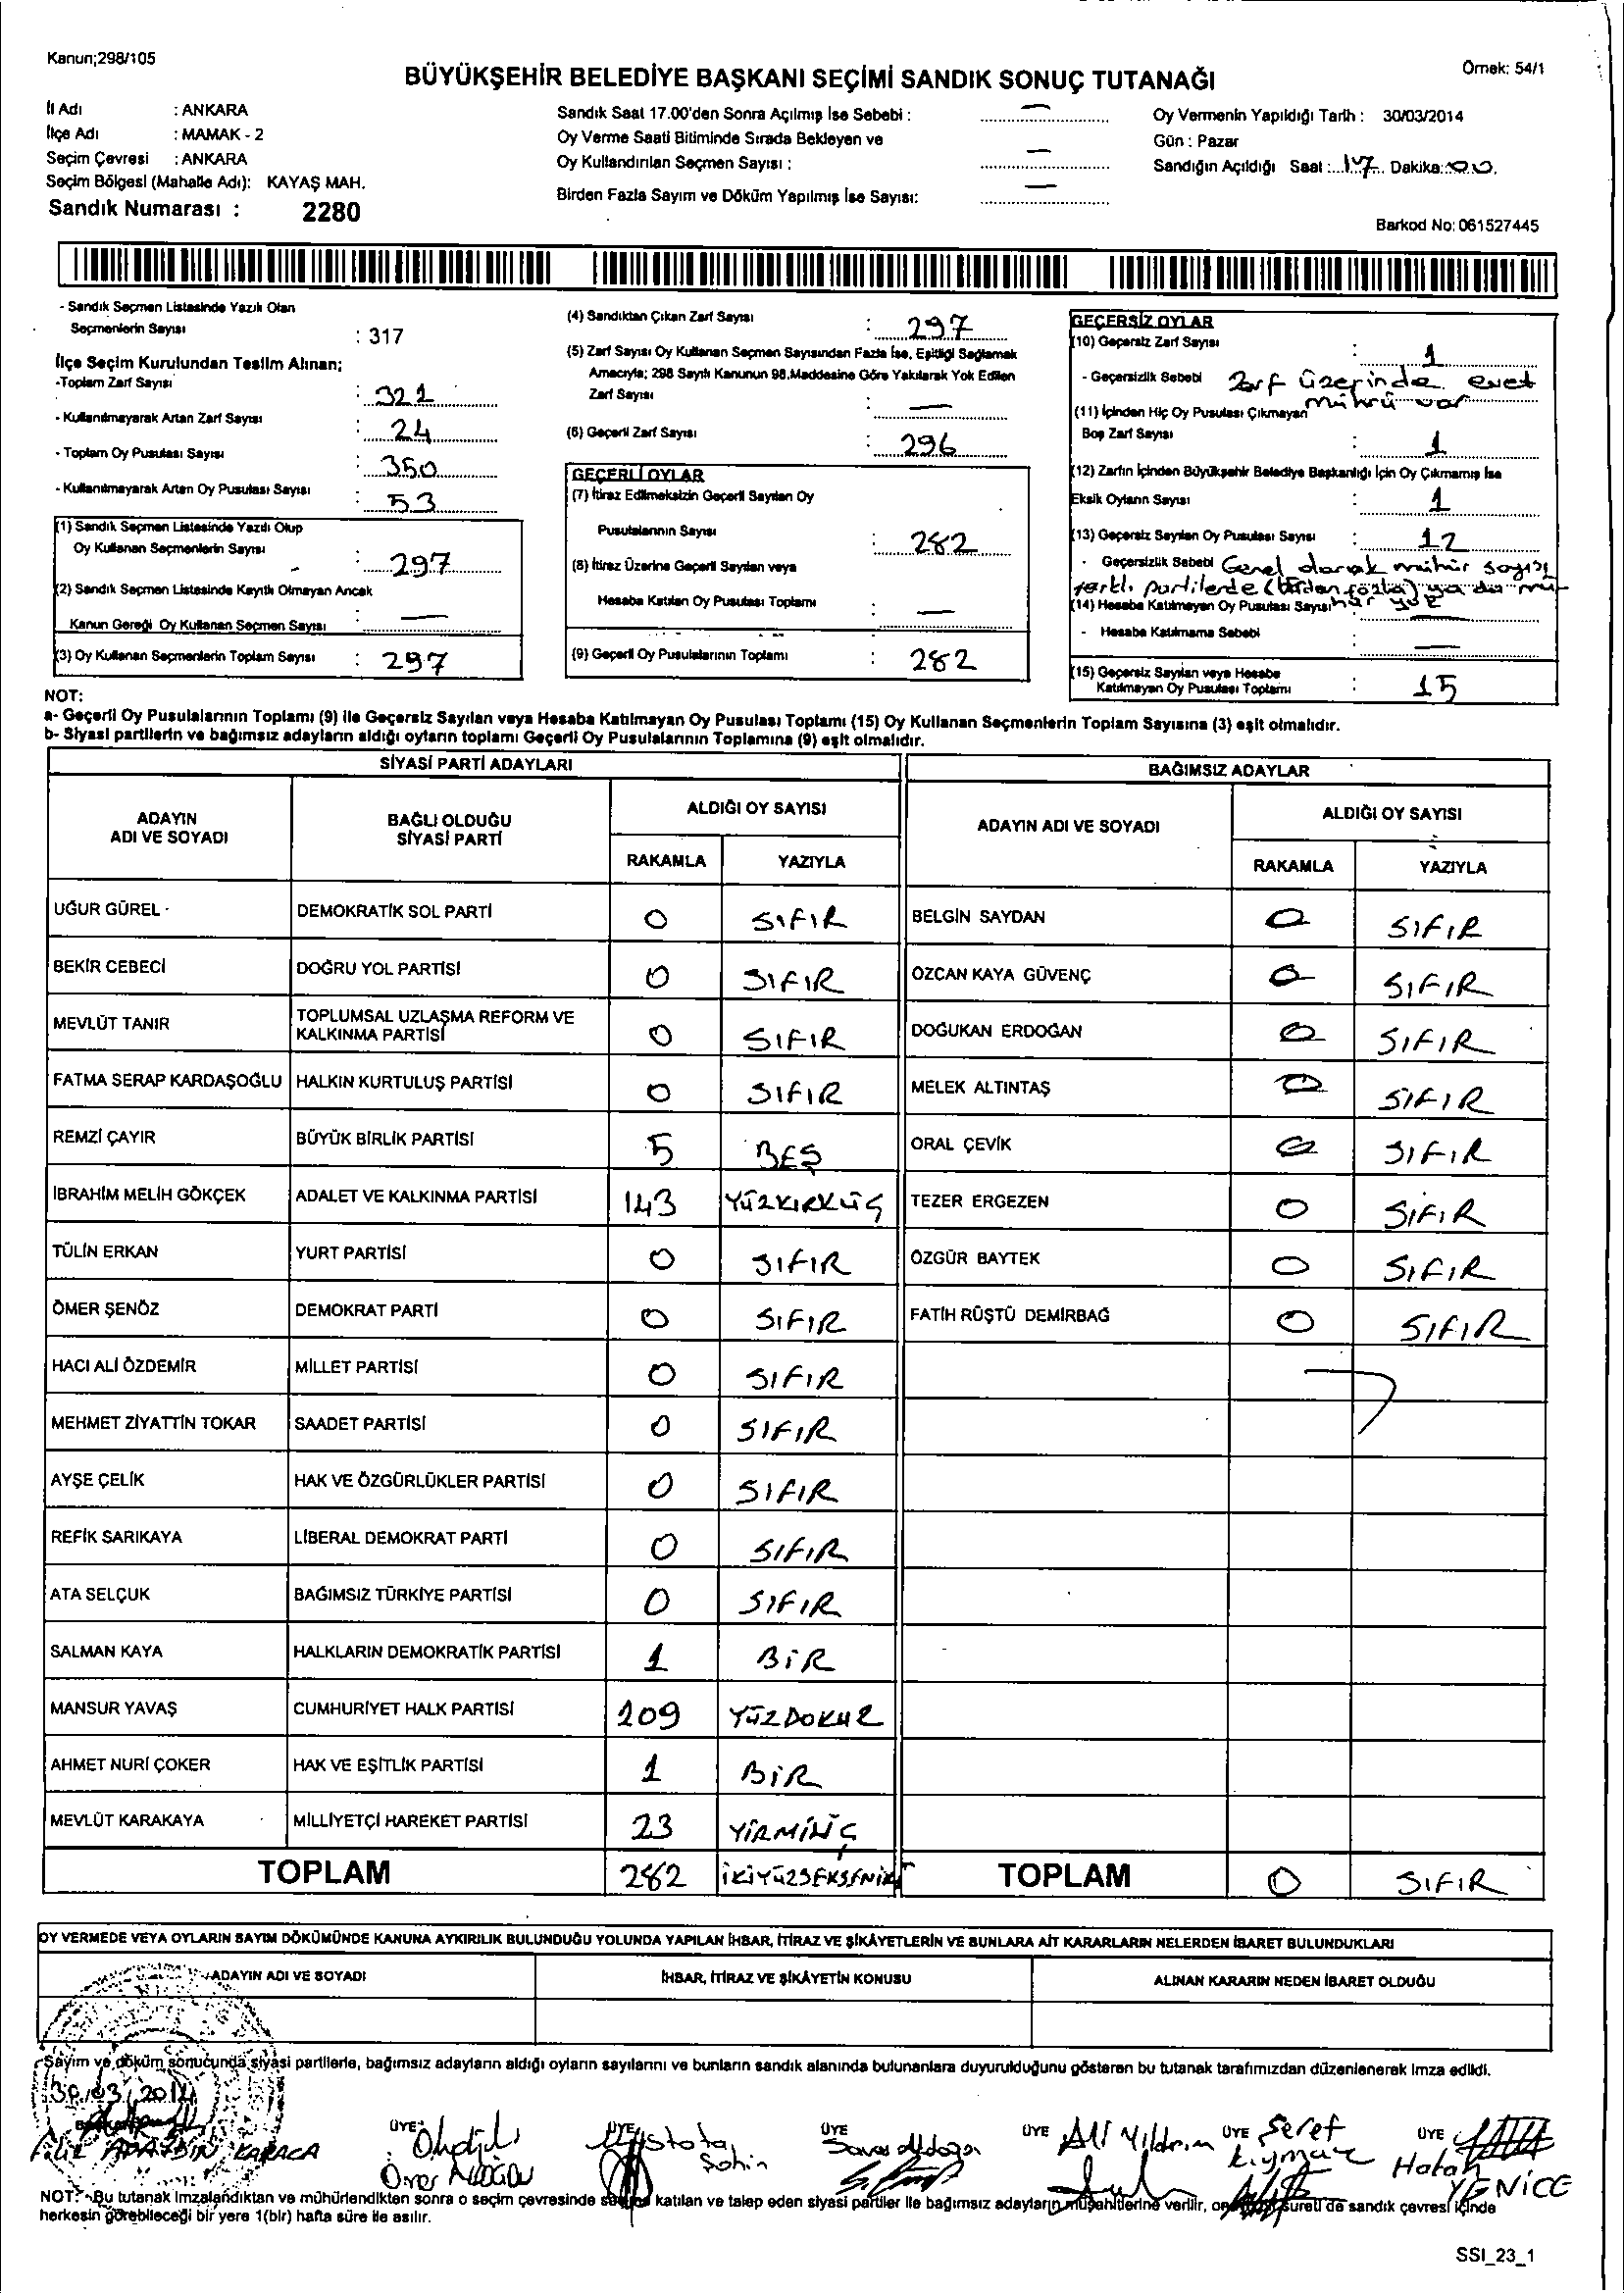 Kanun;298/105
BÜYÜKŞEHİR BELEDİYE BAŞKANI SEÇİMİ SANDIK SONUÇ TUTANAĞI
Örnek: 54/1
İl Adı : ANKARA
İlçe Adı : MAMAK - 2
Seçim Çevresi : ANKARA
Seçim Bölgesi (Mahalle Adı): KAYAŞ MAH.
Sandık Numarası : 2280
Sandık Saat 17.00'den Sonra Açılmış İse Sebebi : —
Oy Verme Saati Bitiminde Sırada Bekleyen ve
Oy Kullandırılan Seçmen Sayısı : —
Birden Fazla Sayım ve Döküm Yapılmış İse Sayısı: —
Oy Vermenin Yapıldığı Tarih : 30/03/2014
Gün : Pazar
Sandığın Açıldığı Saat : 17 Dakika: 00
Barkod No: 061527445
- Sandık Seçmen Listesinde Yazılı Olan
Seçmenlerin Sayısı : 317
İlçe Seçim Kurulundan Teslim Alınan;
-Toplam Zarf Sayısı : 321
- Kullanılmayarak Artan Zarf Sayısı : 24
- Toplam Oy Pusulası Sayısı : 350
- Kullanılmayarak Artan Oy Pusulası Sayısı : 53
(1) Sandık Seçmen Listesinde Yazılı Olup
Oy Kullanan Seçmenlerin Sayısı : 297
(2) Sandık Seçmen Listesinde Kayıtlı Olmayan Ancak
Kanun Gereği Oy Kullanan Seçmen Sayısı : —
(3) Oy Kullanan Seçmenlerin Toplam Sayısı : 297
(4) Sandıktan Çıkan Zarf Sayısı : 297
(5) Zarf Sayısı Oy Kullanan Seçmen Sayısından Fazla İse, Eşitliği Sağlamak
Amacıyla; 298 Sayılı Kanunun 98.Maddesine Göre Yakılarak Yok Edilen
Zarf Sayısı : —
(6) Geçerli Zarf Sayısı : 296
GEÇERLİ OYLAR
(7) İtiraz Edilmeksizin Geçerli Sayılan Oy
Pusulalarının Sayısı : 282
(8) İtiraz Üzerine Geçerli Sayılan veya
Hesaba Katılan Oy Pusulası Toplamı : —
(9) Geçerli Oy Pusulalarının Toplamı : 282
GEÇERSİZ OYLAR
(10) Geçersiz Zarf Sayısı : 1
- Geçersizlik Sebebi Zarf üzerinde evet
mührü var
(11) İçinden Hiç Oy Pusulası Çıkmayan
Boş Zarf Sayısı : 1
(12) Zarfın İçinden Büyükşehir Belediye Başkanlığı İçin Oy Çıkmamış İse
Eksik Oyların Sayısı : 1
(13) Geçersiz Sayılan Oy Pusulası Sayısı : 12
- Geçersizlik Sebebi Genel olarak mühür sayısı
farklı partilerde (birden fazla) ya da mü-
hür yok
(14) Hesaba Katılmayan Oy Pusulası Sayısı : —
- Hesaba Katılmama Sebebi : —
(15) Geçersiz Sayılan veya Hesaba
Katılmayan Oy Pusulası Toplamı : 15
NOT:
a- Geçerli Oy Pusulalarının Toplamı (9) ile Geçersiz Sayılan veya Hesaba Katılmayan Oy Pusulası Toplamı (15) Oy Kullanan Seçmenlerin Toplam Sayısına (3) eşit olmalıdır.
b- Siyasi partilerin ve bağımsız adayların aldığı oyların toplamı Geçerli Oy Pusulalarının Toplamına (9) eşit olmalıdır.
SİYASİ PARTİ ADAYLARI
ADAYIN
ADI VE SOYADI
BAĞLI OLDUĞU
SİYASİ PARTİ
ALDIĞI OY SAYISI
RAKAMLA YAZIYLA
UĞUR GÜREL DEMOKRATİK SOL PARTİ 0 SIFIR
BEKİR CEBECİ DOĞRU YOL PARTİSİ 0 SIFIR
MEVLÜT TANIR TOPLUMSAL UZLAŞMA REFORM VE
KALKINMA PARTİSİ 0 SIFIR
FATMA SERAP KARDAŞOĞLU HALKIN KURTULUŞ PARTİSİ 0 SIFIR
REMZİ ÇAYIR BÜYÜK BİRLİK PARTİSİ 5 BEŞ
İBRAHİM MELİH GÖKÇEK ADALET VE KALKINMA PARTİSİ 143 YÜZKIRKÜÇ
TÜLİN ERKAN YURT PARTİSİ 0 SIFIR
ÖMER ŞENÖZ DEMOKRAT PARTİ 0 SIFIR
HACI ALİ ÖZDEMİR MİLLET PARTİSİ 0 SIFIR
MEHMET ZİYATTİN TOKAR SAADET PARTİSİ 0 SIFIR
AYŞE ÇELİK HAK VE ÖZGÜRLÜKLER PARTİSİ 0 SIFIR
REFİK SARIKAYA LİBERAL DEMOKRAT PARTİ 0 SIFIR
ATA SELÇUK BAĞIMSIZ TÜRKİYE PARTİSİ 0 SIFIR
SALMAN KAYA HALKLARIN DEMOKRATİK PARTİSİ 1 BİR
MANSUR YAVAŞ CUMHURİYET HALK PARTİSİ 109 YÜZDOKUZ
AHMET NURİ ÇOKER HAK VE EŞİTLİK PARTİSİ 1 BİR
MEVLÜT KARAKAYA MİLLİYETÇİ HAREKET PARTİSİ 23 YİRMİÜÇ
TOPLAM 282 İKİYÜZSEKSENİKİ
BAĞIMSIZ ADAYLAR
ADAYIN ADI VE SOYADI
ALDIĞI OY SAYISI
RAKAMLA YAZIYLA
BELGİN SAYDAN 0 SIFIR
ÖZCAN KAYA GÜVENÇ 0 SIFIR
DOĞUKAN ERDOĞAN 0 SIFIR
MELEK ALTINTAŞ 0 SIFIR
ORAL ÇEVİK 0 SIFIR
TEZER ERGEZEN 0 SIFIR
ÖZGÜR BAYTEK 0 SIFIR
FATİH RÜŞTÜ DEMİRBAĞ 0 SIFIR
TOPLAM 0 SIFIR
OY VERMEDE VEYA OYLARIN SAYIM DÖKÜMÜNDE KANUNA AYKIRILIK BULUNDUĞU YOLUNDA YAPILAN İHBAR, İTİRAZ VE ŞİKÂYETLERİN VE BUNLARA AİT KARARLARIN NELERDEN İBARET BULUNDUKLARI
ADAYIN ADI VE SOYADI İHBAR, İTİRAZ VE ŞİKÂYETİN KONUSU ALINAN KARARIN NEDEN İBARET OLDUĞU
Sayım ve döküm sonucunda siyasi partilerle, bağımsız adayların aldığı oyların sayılarını ve bunların sandık alanında bulunanlara duyurulduğunu gösteren bu tutanak tarafımızdan düzenlenerek imza edildi.
30/03/2014
KARACA
ÜYE Ömer
ÜYE Mustafa Şahin
ÜYE Savaş
ÜYE Ali Yıldırım
ÜYE Şeref Kıymaz
ÜYE YENİCE
NOT: Bu tutanak imzalandıktan ve mühürlendikten sonra o seçim çevresinde seçime katılan ve talep eden siyasi partiler ile bağımsız adayların müşahitlerine verilir, onaylı sureti de sandık çevresi içinde
herkesin görebileceği bir yere 1(bir) hafta süre ile asılır.
SSI_23_1